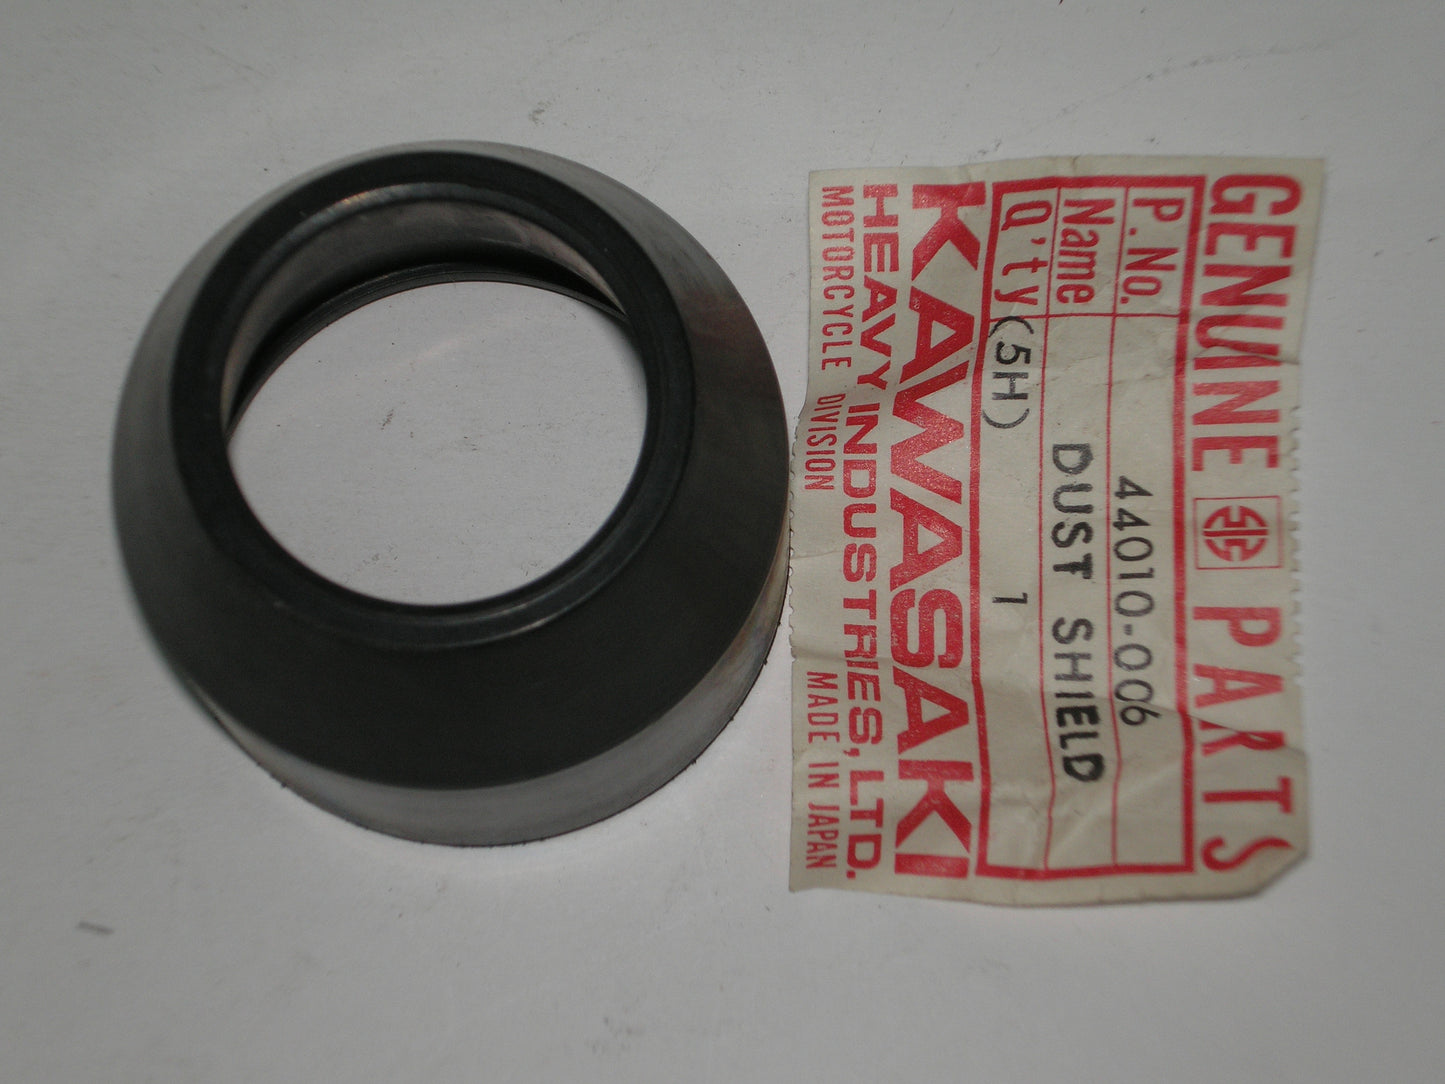 GENUINE PARTS
P.No. 44010-006
Name DUST SHIELD
Q'ty (5H) 1
KAWASAKI
HEAVY INDUSTRIES, LTD.
MOTORCYCLE DIVISION MADE IN JAPAN